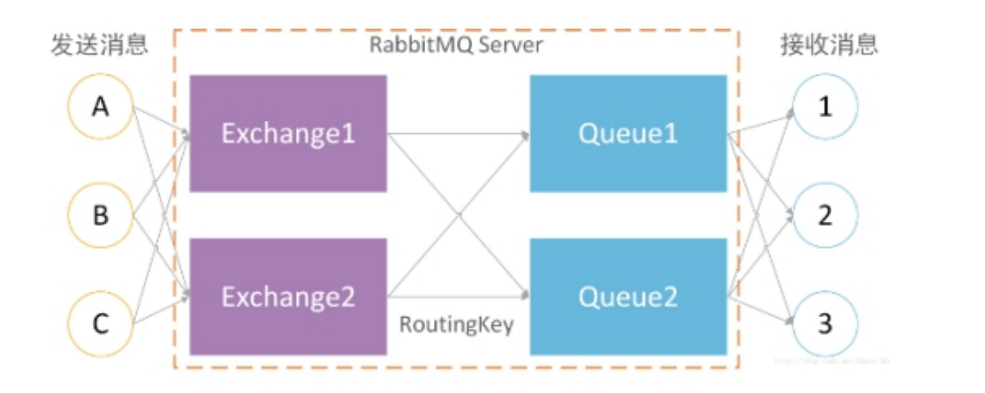 发送消息
RabbitMQ Server
接收消息
A
Exchange1
Queue1
1
B
2
C
Exchange2
Queue2
3
RoutingKey